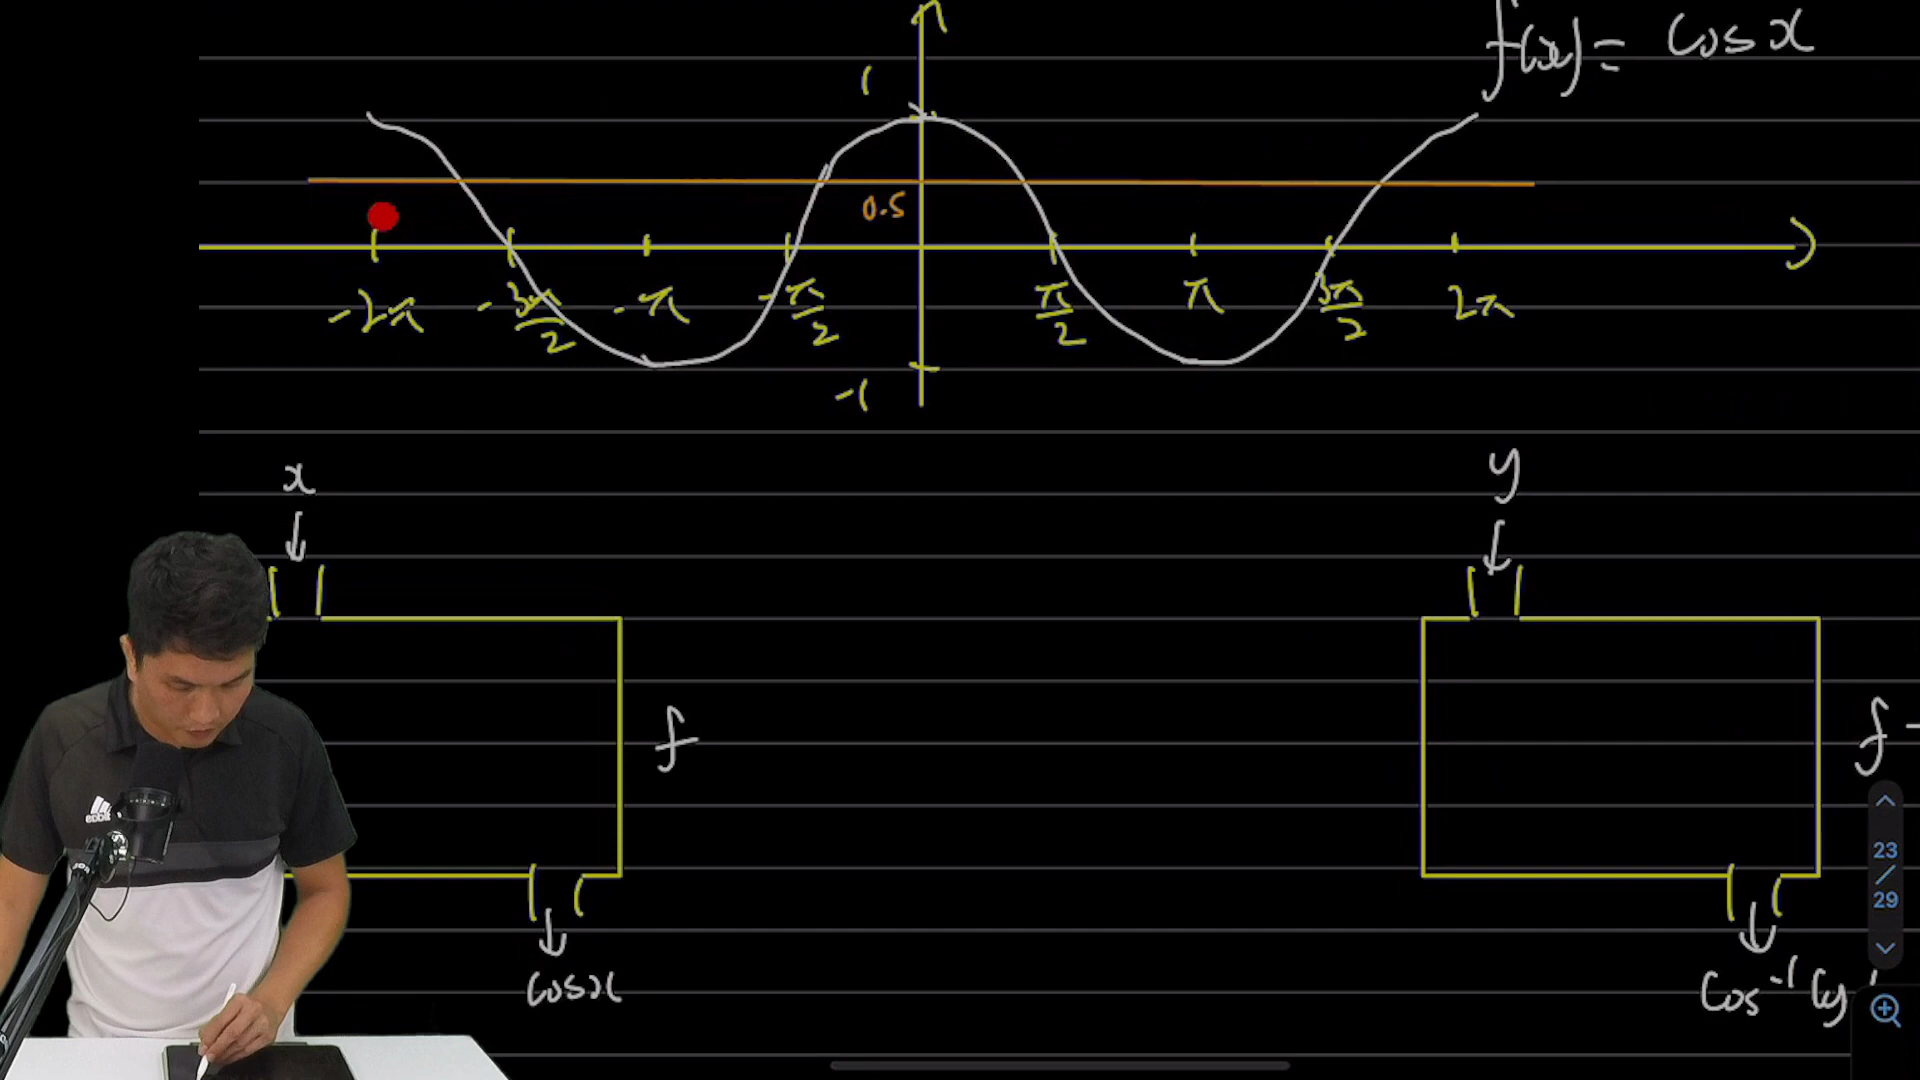 f(x) = cos x
1
0.5
-2π -3π/2 -π -π/2 π/2 π 3π/2 2π
-1
x y
f f-
23
/
29
cos x cos⁻¹(y